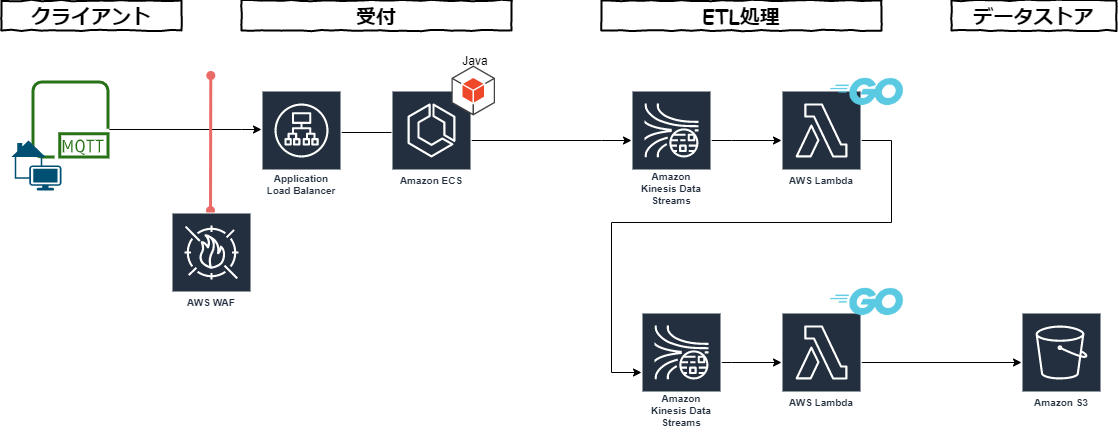 クライアント
受付
ETL処理
データストア
Java
GO
MQTT
Application
Load Balancer
Amazon ECS
Amazon
Kinesis Data
Streams
AWS Lambda
AWS WAF
GO
Amazon
Kinesis Data
Streams
AWS Lambda
Amazon S3